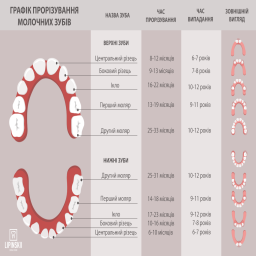 ГРАФІК ПРОРІЗУВАННЯ
МОЛОЧНИХ ЗУБІВ
НАЗВА ЗУБА
ЧАС
ПРОРІЗУВАННЯ
ЧАС
ВИПАДАННЯ
ЗОВНІШНІЙ
ВИГЛЯД
ВЕРХНІ ЗУБИ
Центральний різець 8-12 місяців 6-7 років
Боковий різець 9-13 місяців 7-8 років
Ікло 16-22 місяців 10-12 років
Перший моляр 13-19 місяців 9-11 років
Другий моляр 25-33 місяців 10-12 років
НИЖНІ ЗУБИ
Другий моляр 25-31 місяців 10-12 років
Перший моляр 14-18 місяців 9-11 років
Ікло 17-23 місяців 9-12 років
Боковий різець 10-16 місяців 7-8 років
Центральний різець 6-10 місяців 6-7 років
LIPINSKIE